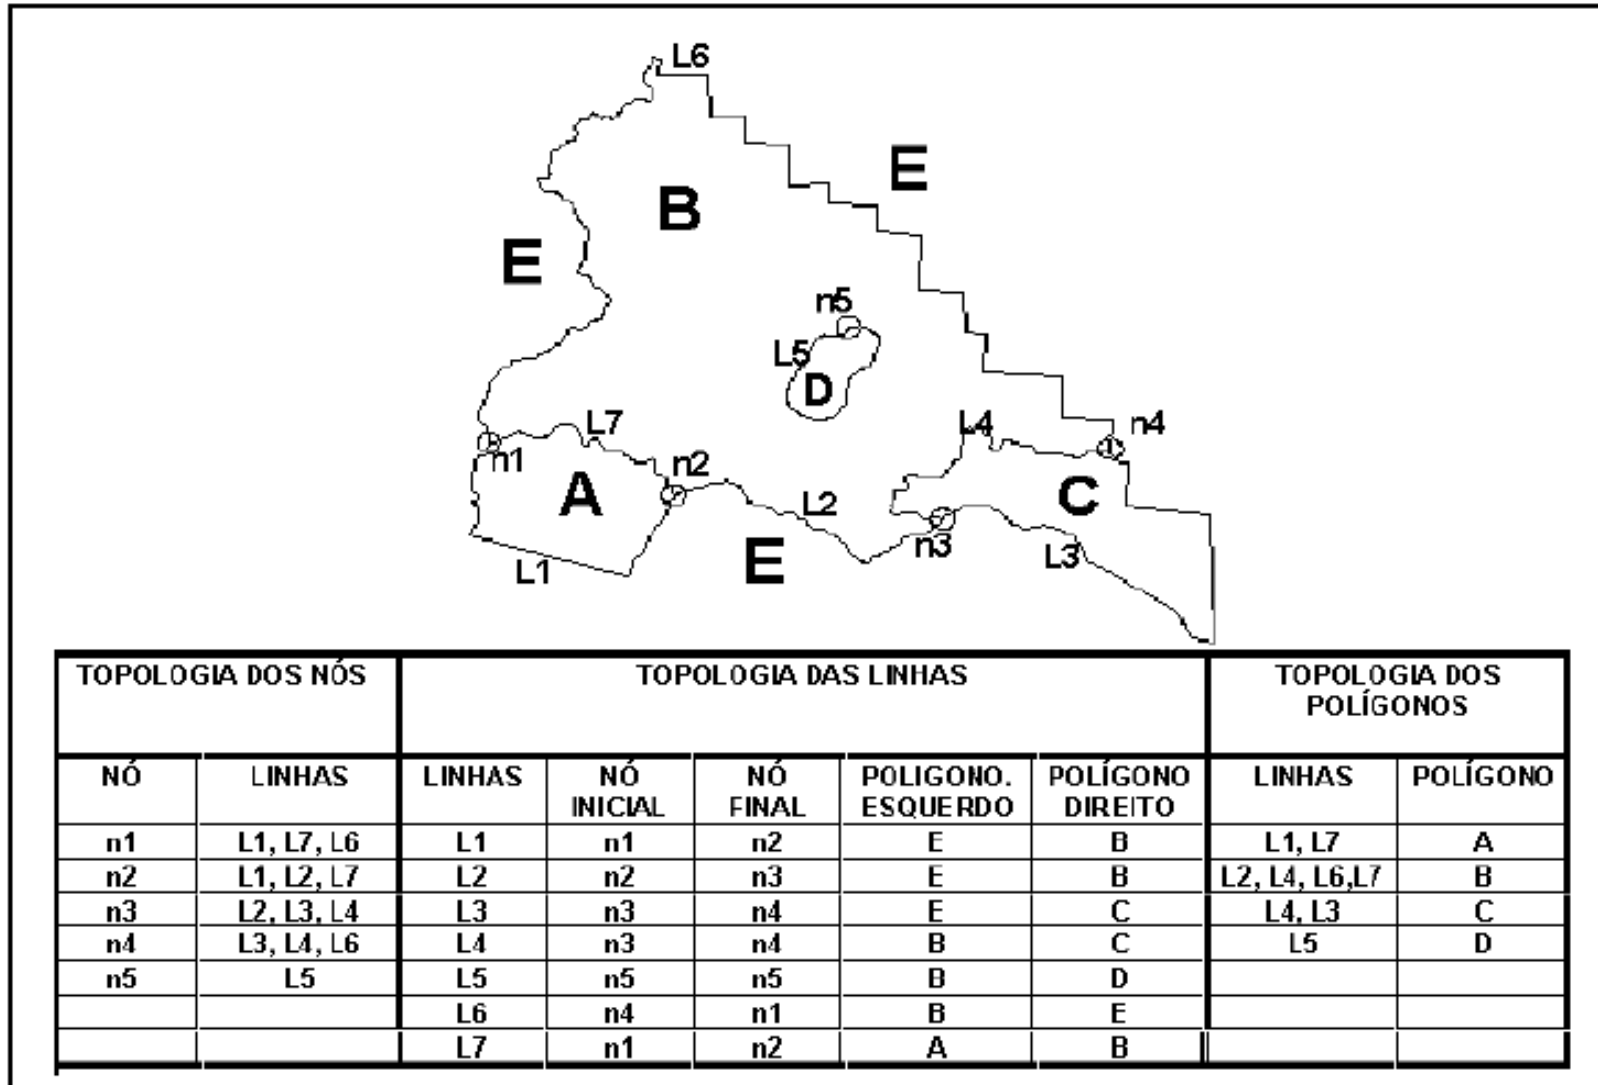 L6
E
B
E
n5
L5
D
L4
n4
L7
n1
n2
A
C
L2
n3
E
L3
L1
TOPOLOGIA DOS NÓS TOPOLOGIA DAS LINHAS TOPOLOGIA DOS
POLÍGONOS
NÓ LINHAS LINHAS NÓ NÓ POLIGONO. POLÍGONO LINHAS POLÍGONO
INICIAL FINAL ESQUERDO DIREITO
n1 L1, L7, L6 L1 n1 n2 E B L1, L7 A
n2 L1, L2, L7 L2 n2 n3 E B L2, L4, L6,L7 B
n3 L2, L3, L4 L3 n3 n4 E C L4, L3 C
n4 L3, L4, L6 L4 n3 n4 B C L5 D
n5 L5 L5 n5 n5 B D
L6 n4 n1 B E
L7 n1 n2 A B